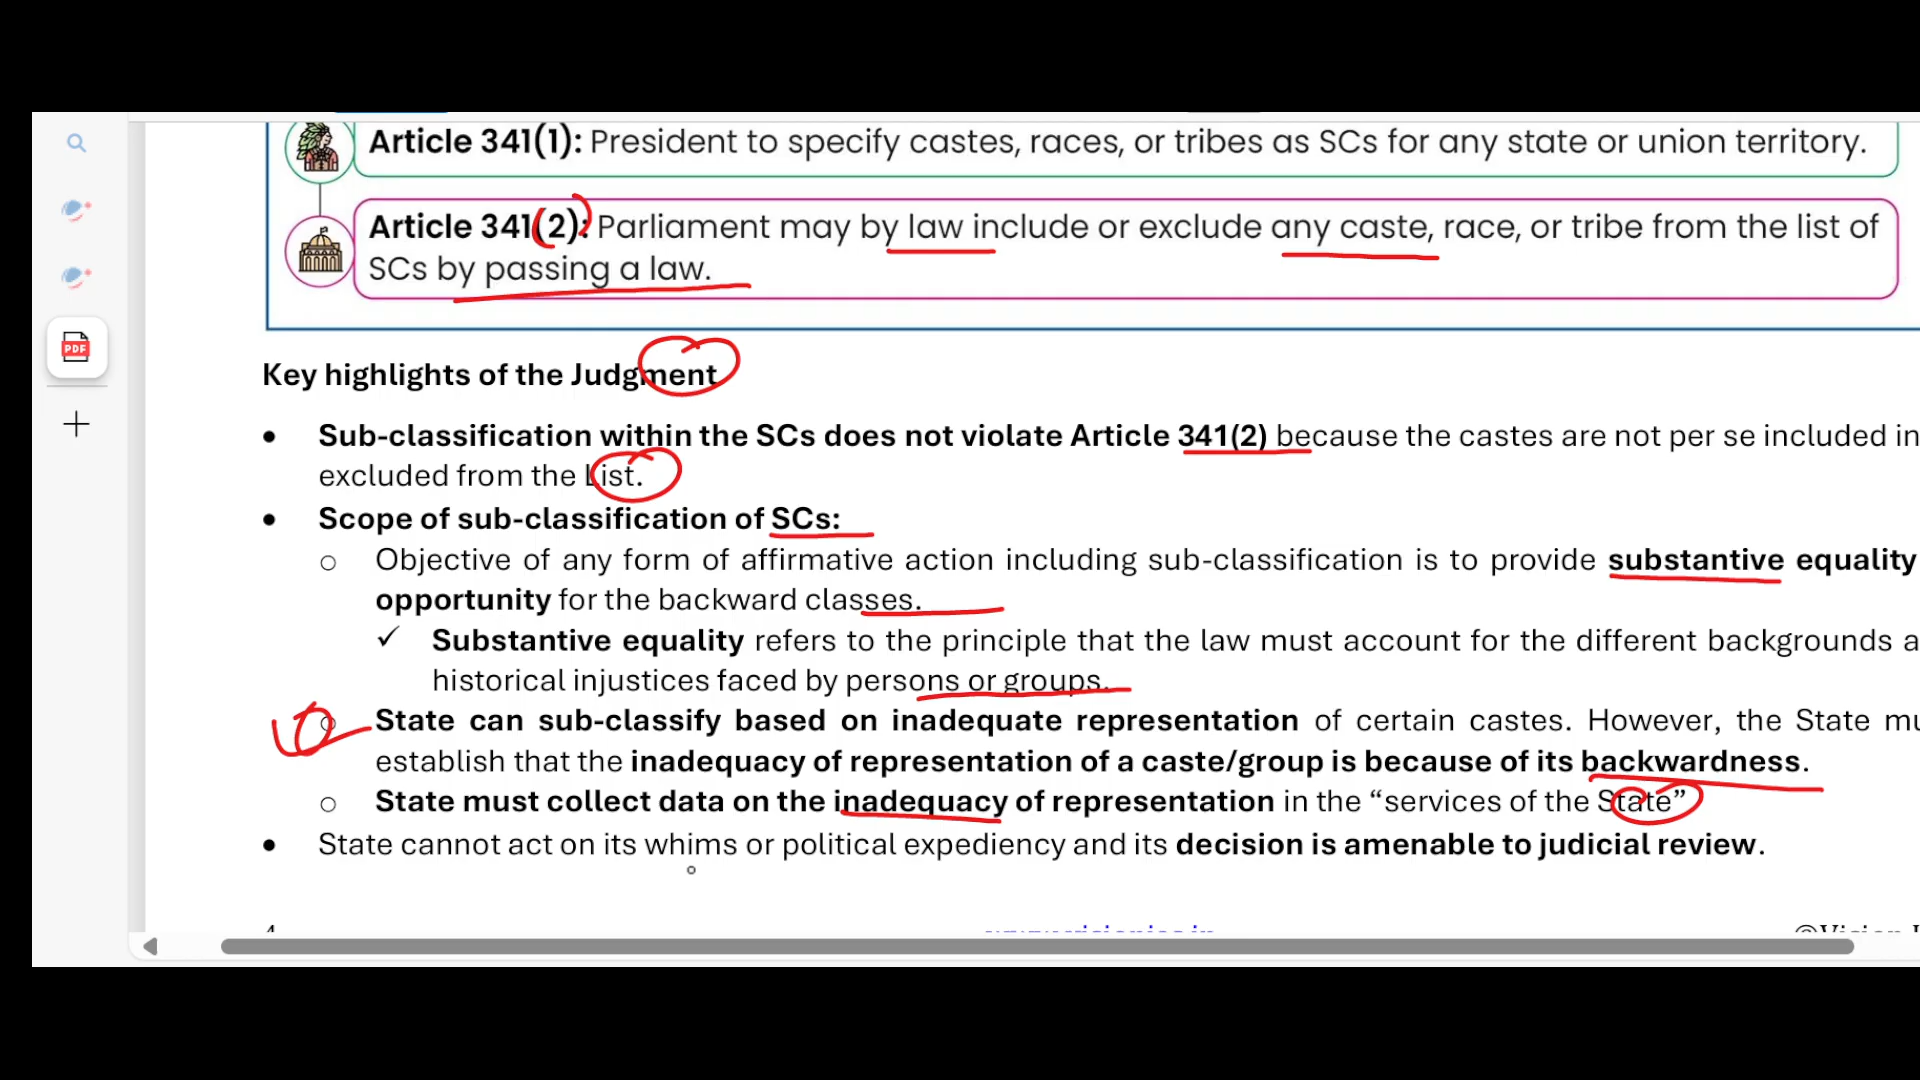 Article 341(1): President to specify castes, races, or tribes as SCs for any state or union territory.
Article 341(2): Parliament may by law include or exclude any caste, race, or tribe from the list of
SCs by passing a law.
Key highlights of the Judgment
• Sub-classification within the SCs does not violate Article 341(2) because the castes are not per se included in
excluded from the List.
• Scope of sub-classification of SCs:
○ Objective of any form of affirmative action including sub-classification is to provide substantive equality
opportunity for the backward classes.
✓ Substantive equality refers to the principle that the law must account for the different backgrounds
historical injustices faced by persons or groups.
○ State can sub-classify based on inadequate representation of certain castes. However, the State
establish that the inadequacy of representation of a caste/group is because of its backwardness.
○ State must collect data on the inadequacy of representation in the “services of the State”
• State cannot act on its whims or political expediency and its decision is amenable to judicial review.
PDF